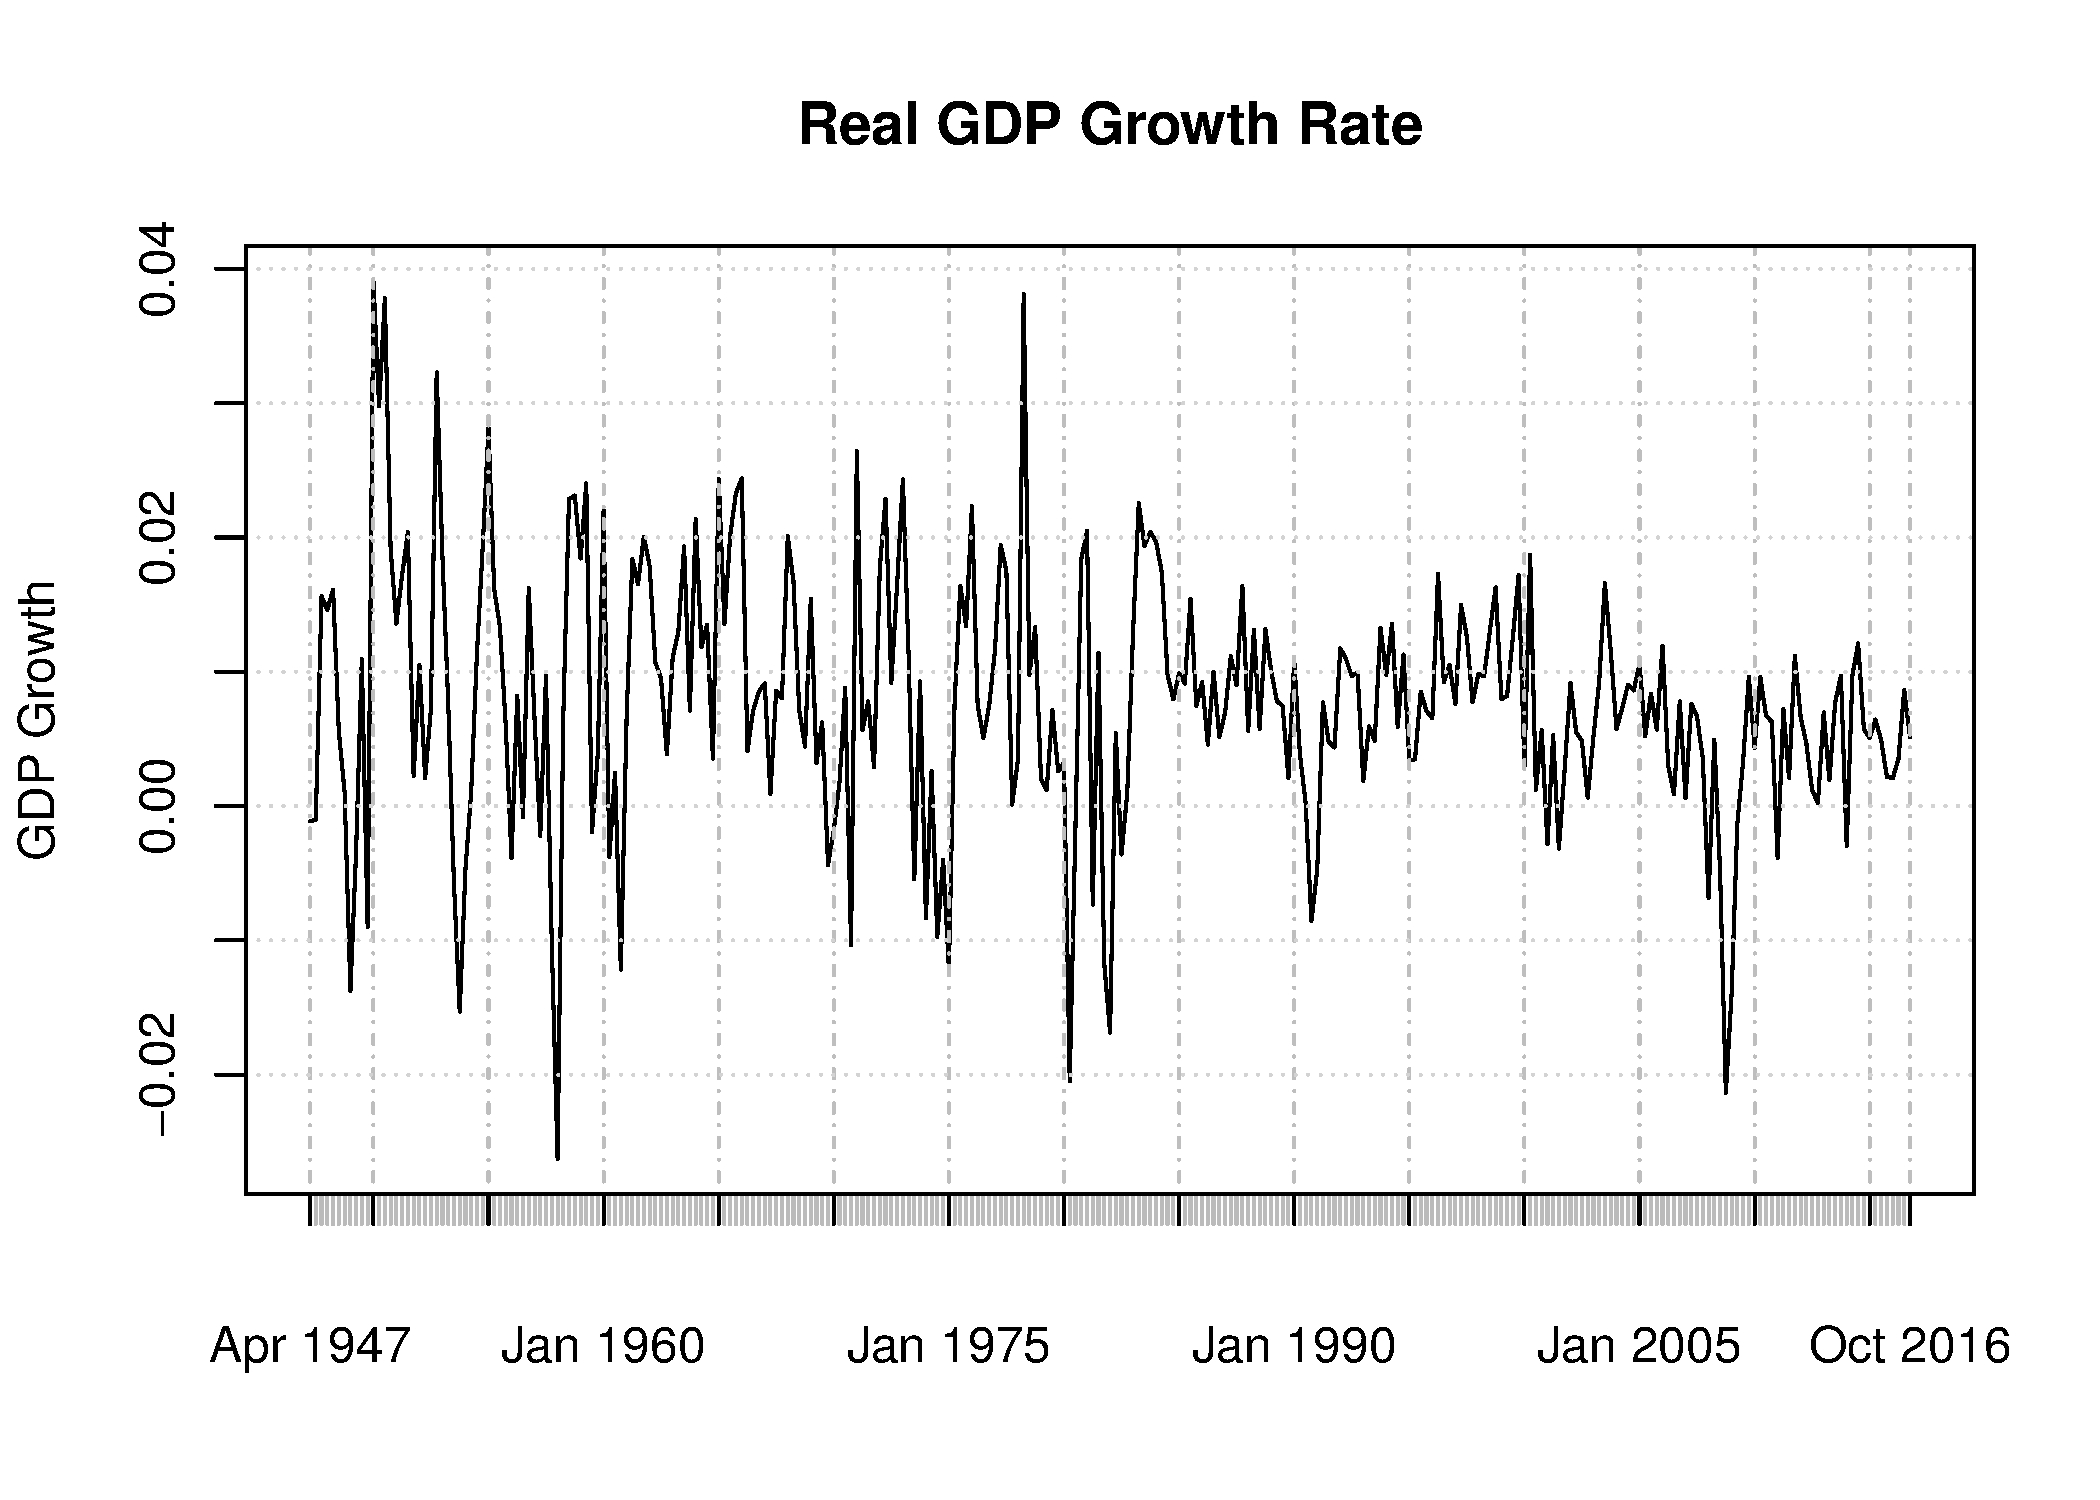 Real GDP Growth Rate
GDP Growth
0.04
0.02
0.00
−0.02
Apr 1947 Jan 1960 Jan 1975 Jan 1990 Jan 2005 Oct 2016